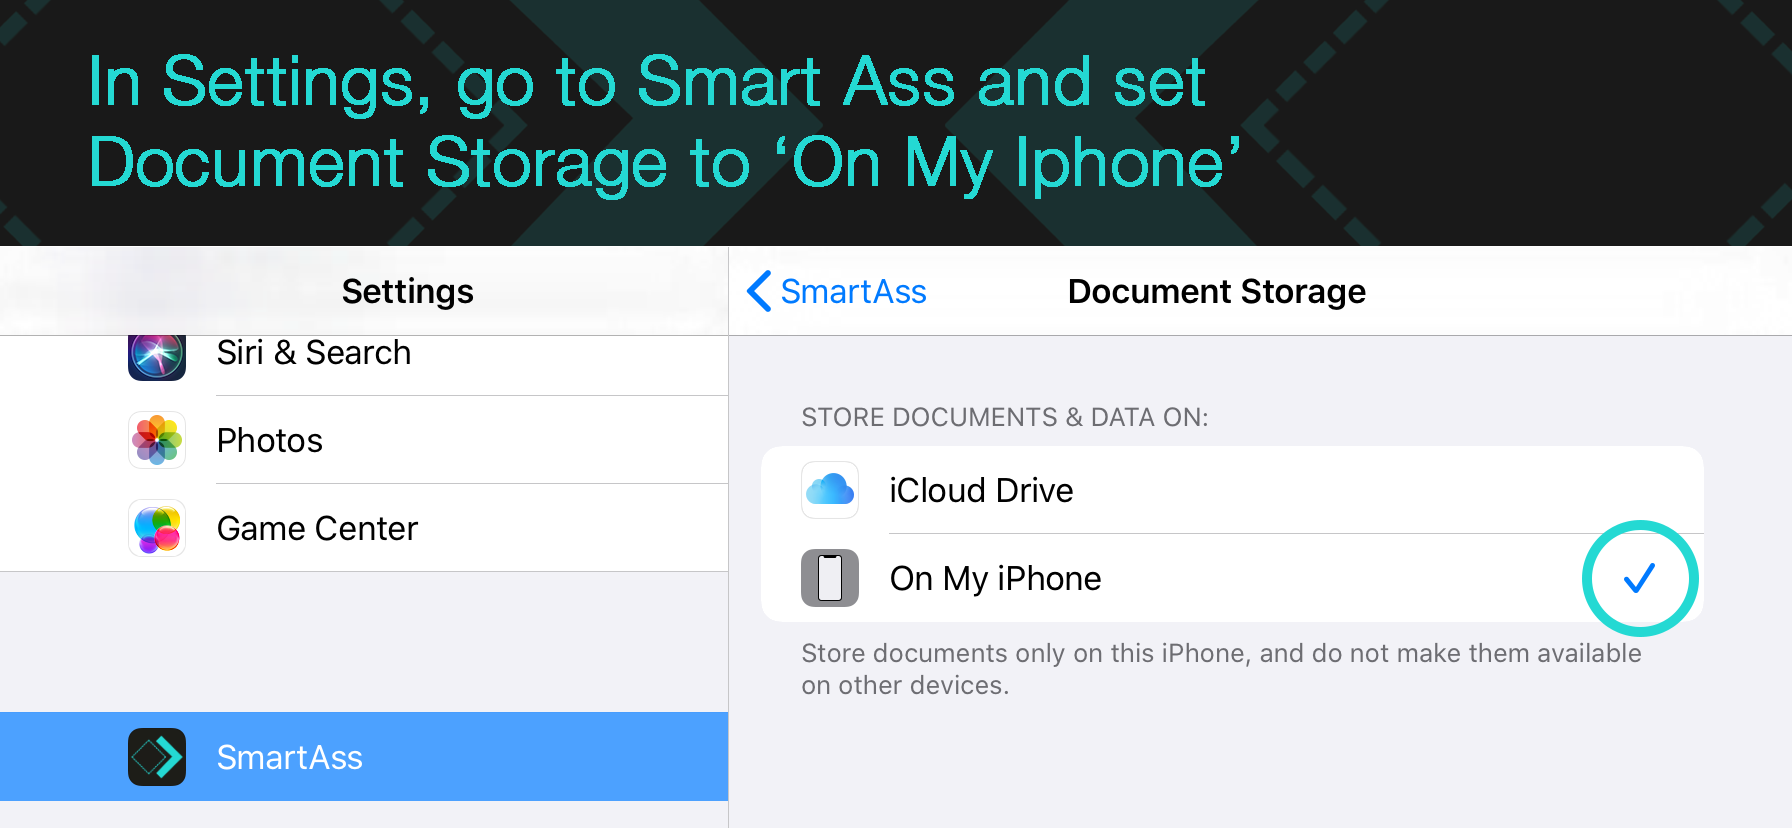 In Settings, go to Smart Ass and set
Document Storage to ‘On My Iphone’
Settings
Siri & Search
Photos
Game Center
SmartAss
SmartAss
Document Storage
STORE DOCUMENTS & DATA ON:
iCloud Drive
On My iPhone
Store documents only on this iPhone, and do not make them available
on other devices.